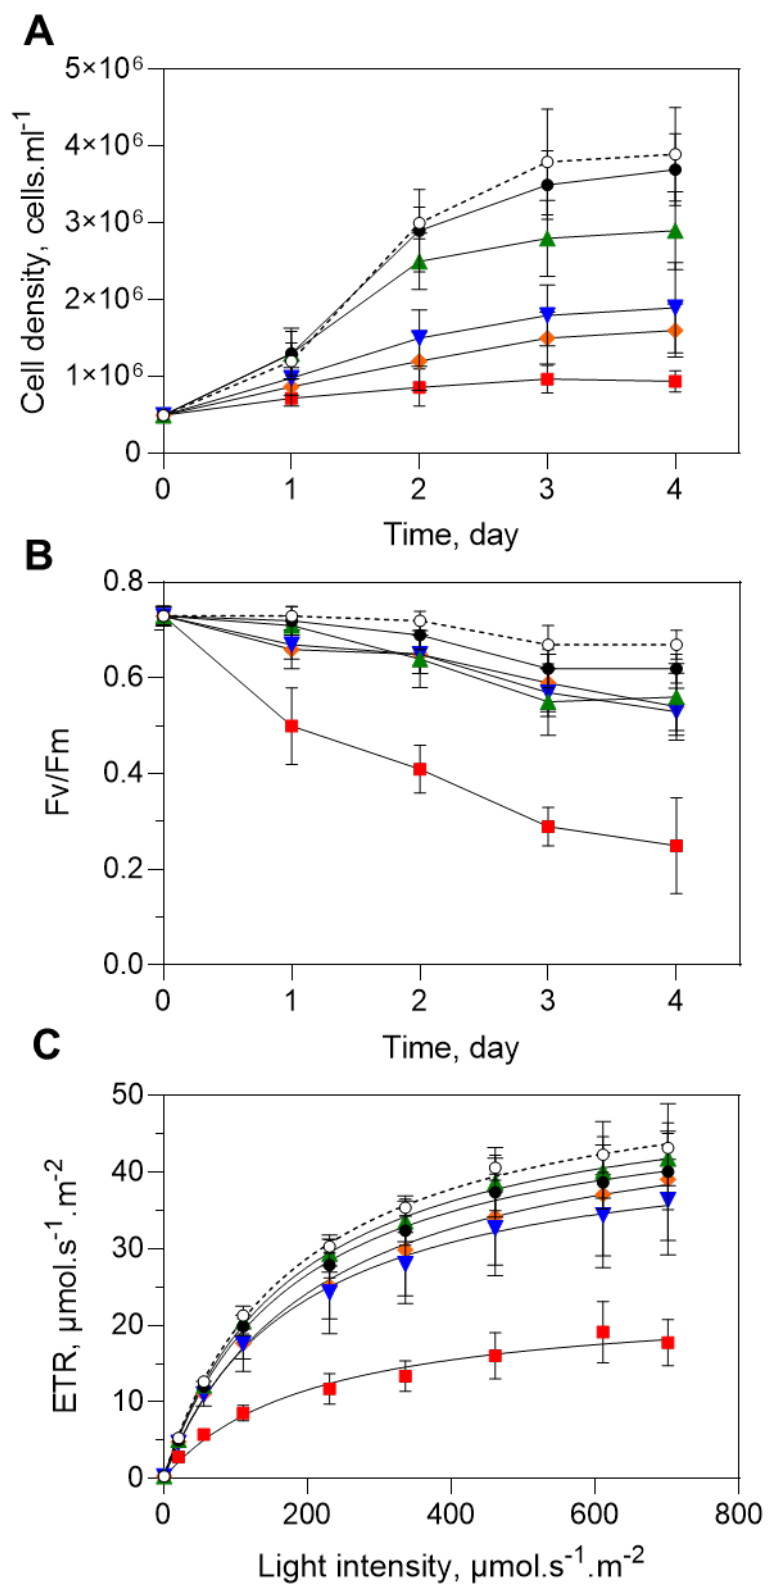 A
Cell density, cells.ml⁻¹
5×10⁶
4×10⁶
3×10⁶
2×10⁶
1×10⁶
0
0 1 2 3 4
Time, day
B
Fv/Fm
0.8
0.6
0.4
0.2
0.0
0 1 2 3 4
Time, day
C
ETR, µmol.s⁻¹.m⁻²
50
40
30
20
10
0
0 200 400 600 800
Light intensity, µmol.s⁻¹.m⁻²